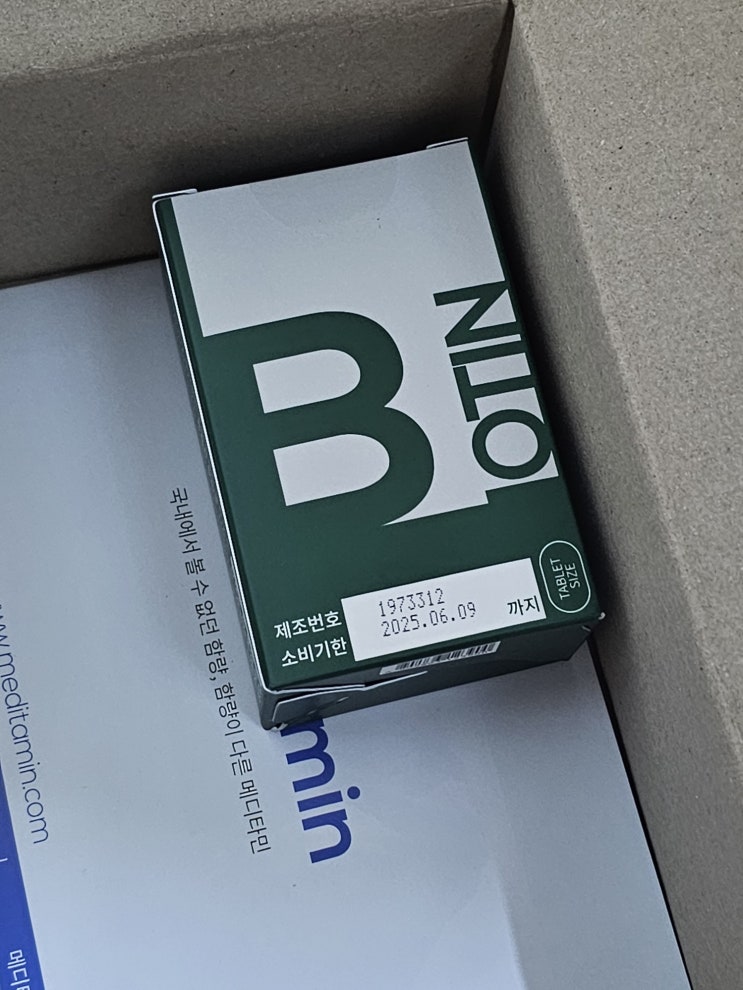 BIOTIN
TABLET
SIZE
제조번호
소비기한
1973312
2025.06.09
까지
국내에서 볼 수 없던 함량, 함량이 다른 메디타민
min
www.meditamin.com